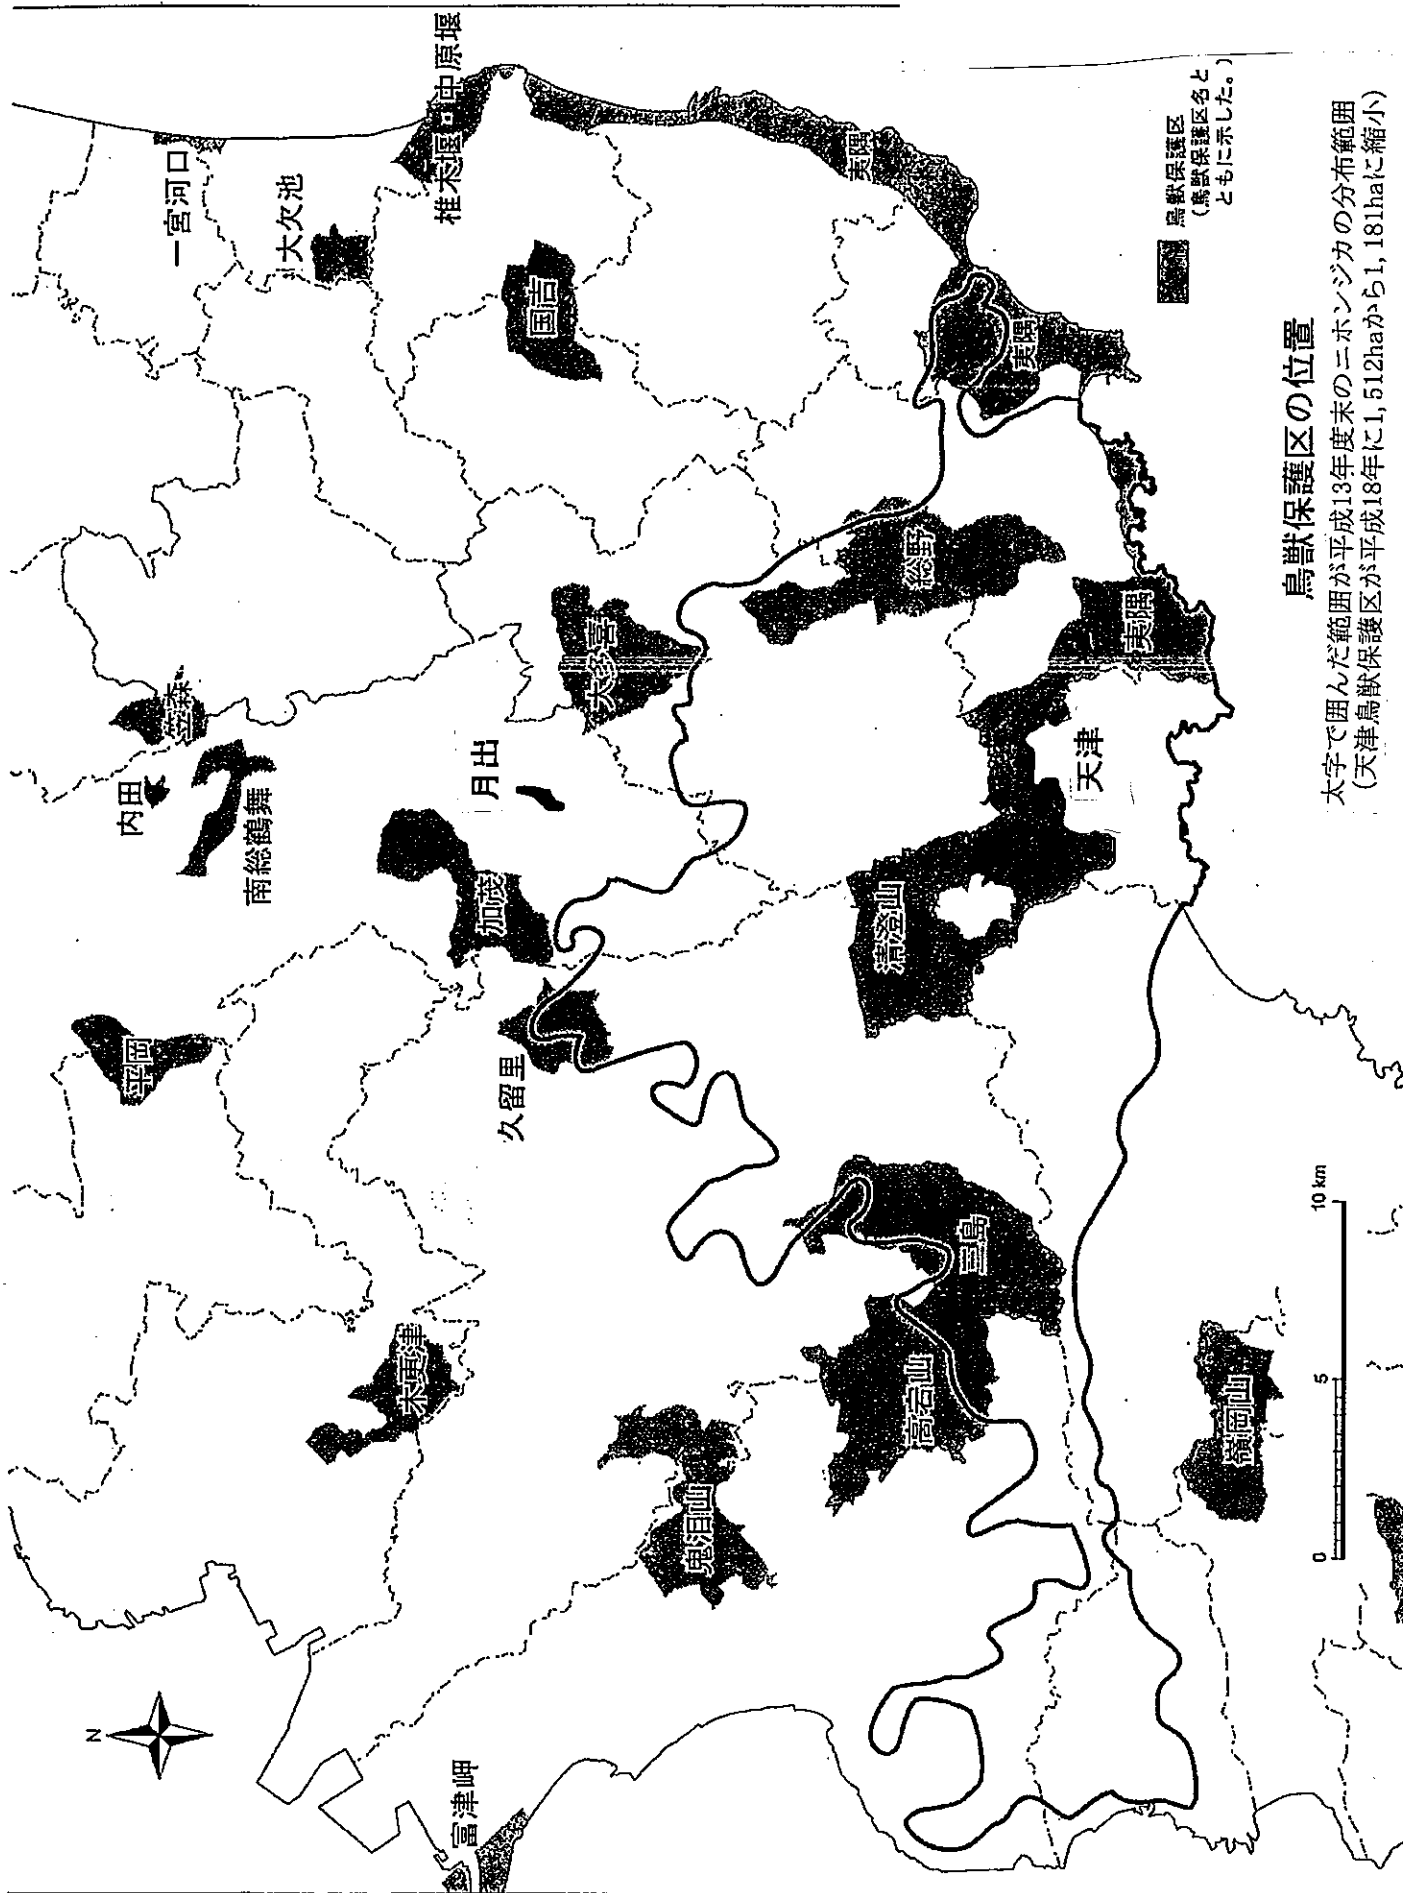 N
富津岬
木更津
平岡
内田
笠森
南総鶴舞
一宮河口
大欠池
椎木堰
中原堰
国吉
加茂
月出
久留里
大多喜
鬼泪山
高宕山
三島
清澄山
天津
総野
夷隅
夷隅
夷隅
嶺岡山
0
5
10 km
鳥獣保護区
(鳥獣保護区名と
ともに示した。)
鳥獣保護区の位置
太字で囲んだ範囲が平成13年度末のニホンジカの分布範囲
(天津鳥獣保護区が平成18年に1,512haから1,181haに縮小)